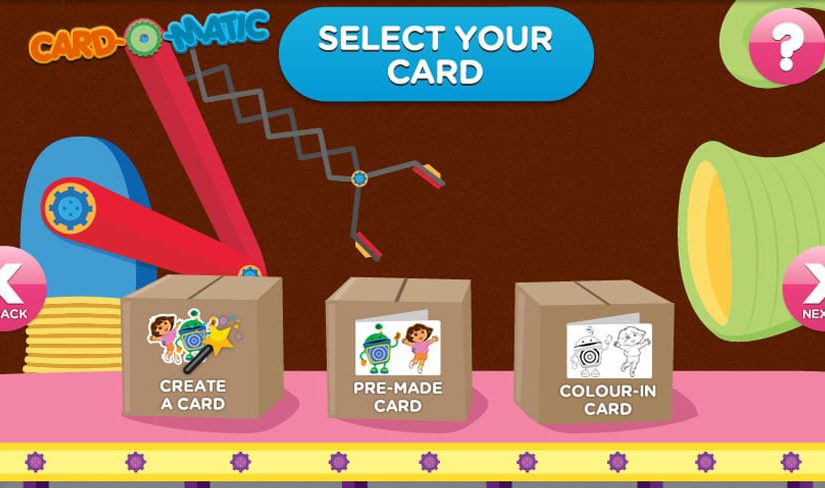 CARD-O-MATIC
SELECT YOUR
CARD
?
ACK
NEX
CREATE
A CARD
PRE-MADE
CARD
COLOUR-IN
CARD